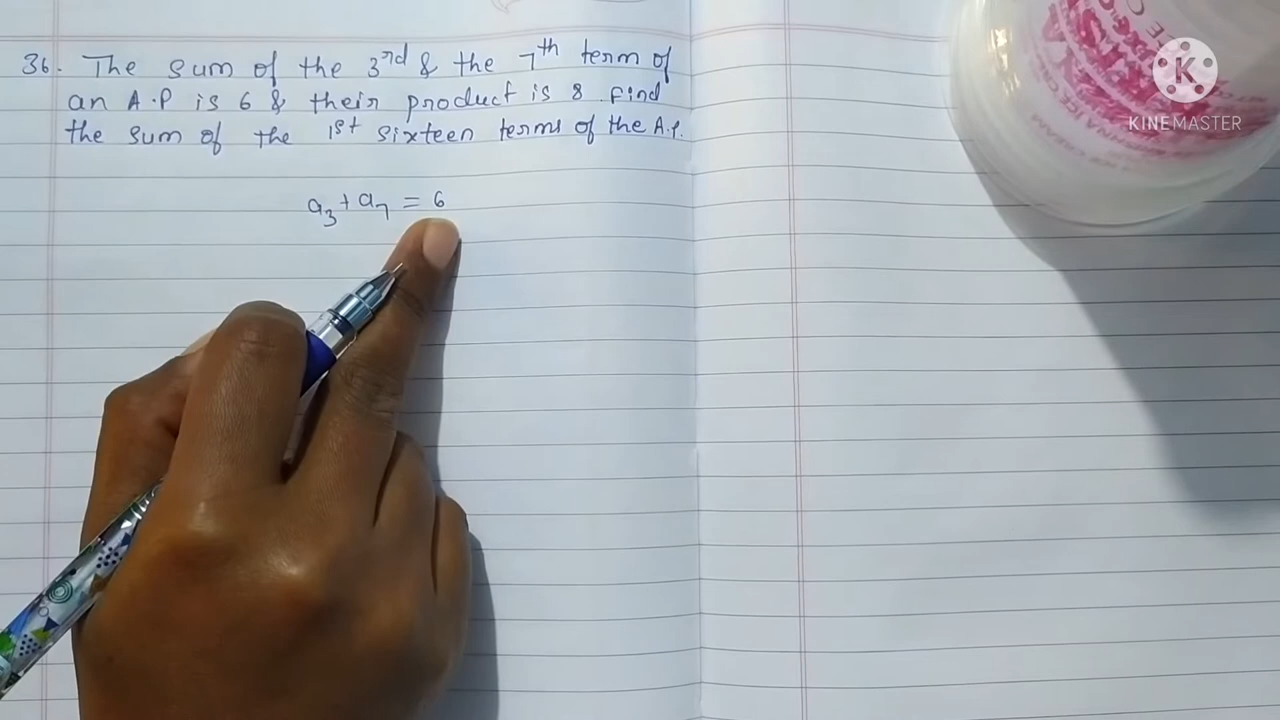 36. The sum of the 3rd & the 7th term of
an A.P is 6 & their product is 8. find
the sum of the 1st sixteen terms of the A.P.
a3 + a7 = 6
KINEMASTER